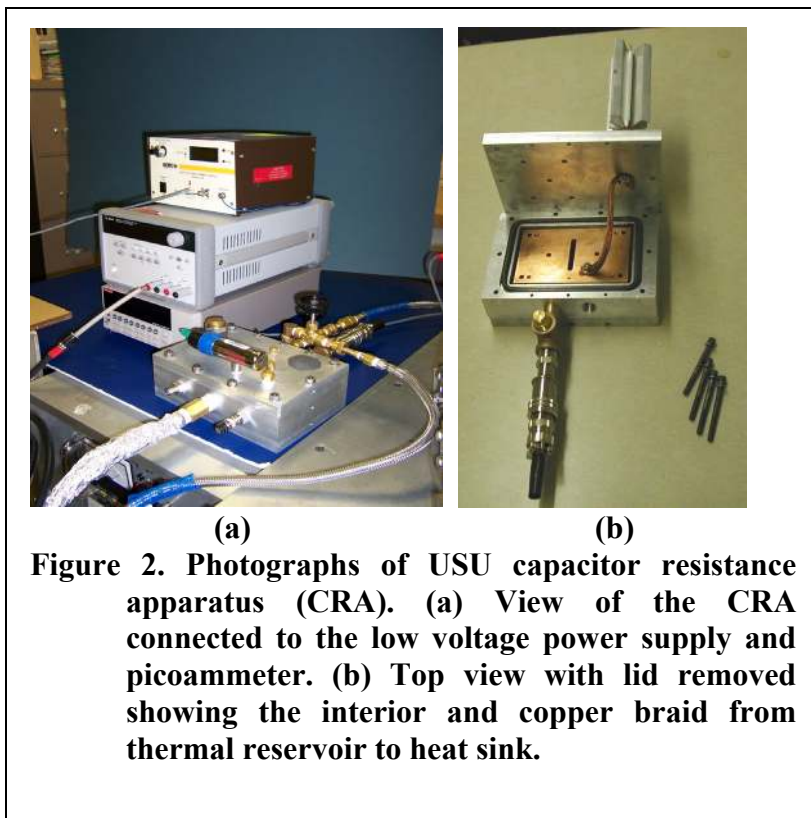 (a) (b)
Figure 2. Photographs of USU capacitor resistance
apparatus (CRA). (a) View of the CRA
connected to the low voltage power supply and
picoammeter. (b) Top view with lid removed
showing the interior and copper braid from
thermal reservoir to heat sink.